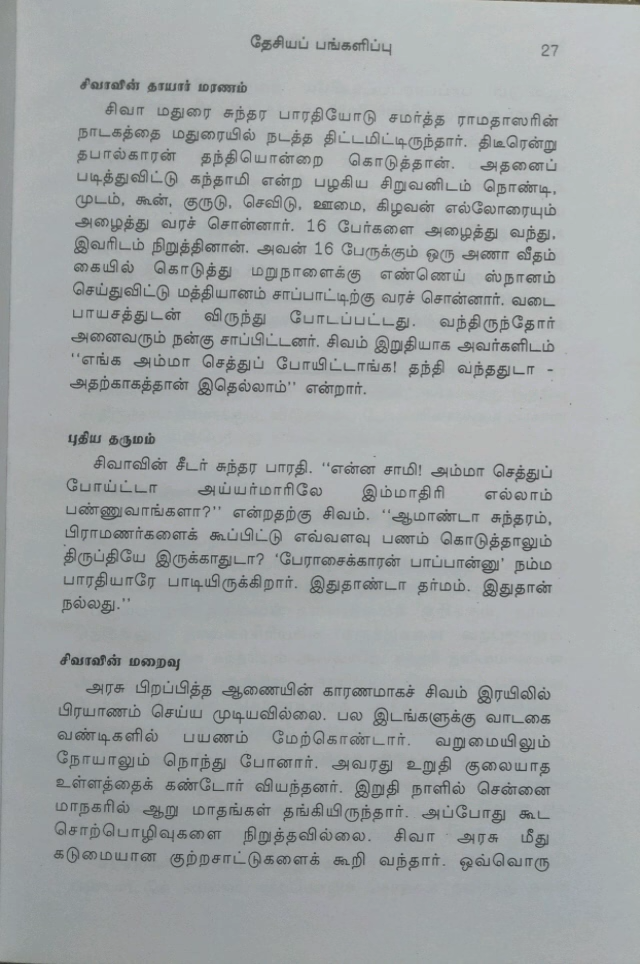 தேசியப் பங்களிப்பு 27
சிவாவின் தாயார் மரணம்
சிவா மதுரை சுந்தர பாரதியோடு சமர்த்த ராமதாஸரின்
நாடகத்தை மதுரையில் நடத்த திட்டமிட்டிருந்தார். திடீரென்று
தபால்காரன் தந்தியொன்றை கொடுத்தான். அதனைப்
படித்துவிட்டு கந்தாமி என்ற பழகிய சிறுவனிடம் நொண்டி,
முடம், கூன், குருடு, செவிடு, ஊமை, கிழவன் எல்லோரையும்
அழைத்து வரச் சொன்னார். 16 பேர்களை அழைத்து வந்து,
இவரிடம் நிறுத்தினான். அவன் 16 பேருக்கும் ஒரு அணா வீதம்
கையில் கொடுத்து மறுநாளைக்கு எண்ணெய் ஸ்நானம்
செய்துவிட்டு மத்தியானம் சாப்பாட்டிற்கு வரச் சொன்னார். வடை
பாயசத்துடன் விருந்து போடப்பட்டது. வந்திருந்தோர்
அனைவரும் நன்கு சாப்பிட்டனர். சிவம் இறுதியாக அவர்களிடம்
“எங்க அம்மா செத்துப் போயிட்டாங்க! தந்தி வந்ததுடா -
அதற்காகத்தான் இதெல்லாம்” என்றார்.
புதிய தருமம்
சிவாவின் சீடர் சுந்தர பாரதி. “என்ன சாமி! அம்மா செத்துப்
போய்ட்டா அய்யர்மாரிலே இம்மாதிரி எல்லாம்
பண்ணுவாங்களா?” என்றதற்கு சிவம். “ஆமாண்டா சுந்தரம்,
பிராமணர்களைக் கூப்பிட்டு எவ்வளவு பணம் கொடுத்தாலும்
திருப்தியே இருக்காதுடா? ‘பேராசைக்காரன் பாப்பான்னு’ நம்ம
பாரதியாரே பாடியிருக்கிறார். இதுதாண்டா தர்மம். இதுதான்
நல்லது.”
சிவாவின் மறைவு
அரசு பிறப்பித்த ஆணையின் காரணமாகச் சிவம் இரயிலில்
பிரயாணம் செய்ய முடியவில்லை. பல இடங்களுக்கு வாடகை
வண்டிகளில் பயணம் மேற்கொண்டார். வறுமையிலும்
நோயாலும் நொந்து போனார். அவரது உறுதி குலையாத
உள்ளத்தைக் கண்டோர் வியந்தனர். இறுதி நாளில் சென்னை
மாநகரில் ஆறு மாதங்கள் தங்கியிருந்தார். அப்போது கூட
சொற்பொழிவுகளை நிறுத்தவில்லை. சிவா அரசு மீது
கடுமையான குற்றசாட்டுகளைக் கூறி வந்தார். ஒவ்வொரு